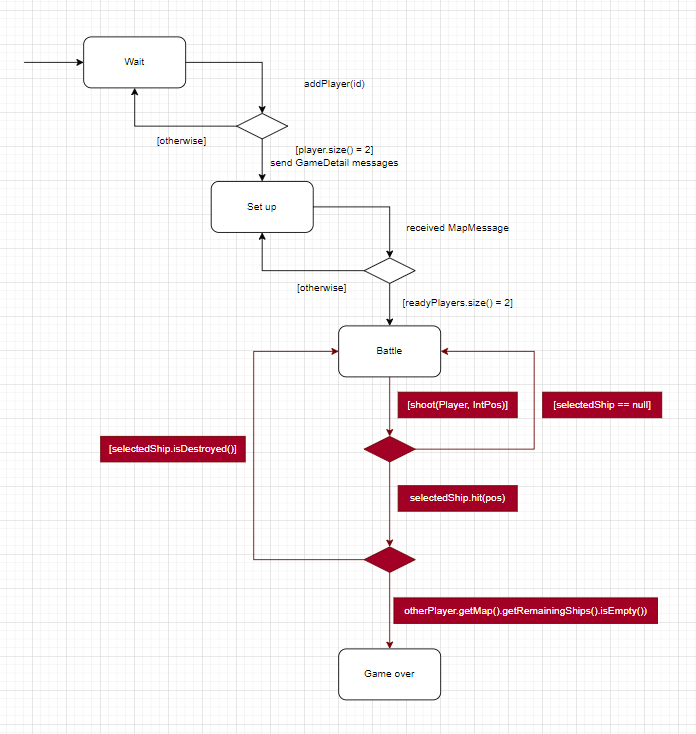 Wait
addPlayer(id)
[otherwise]
[player.size() = 2]
send GameDetail messages
Set up
received MapMessage
[otherwise]
[readyPlayers.size() = 2]
Battle
[shoot(Player, IntPos)]
[selectedShip == null]
[selectedShip.isDestroyed()]
selectedShip.hit(pos)
otherPlayer.getMap().getRemainingShips().isEmpty())
Game over